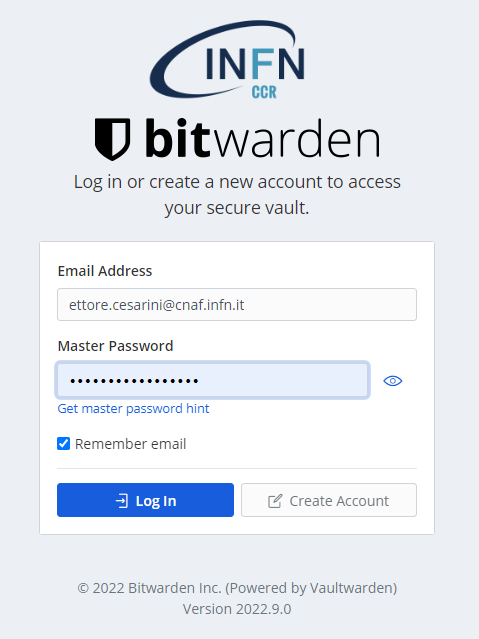 INFN
CCR
bitwarden
Log in or create a new account to access
your secure vault.
Email Address
ettore.cesarini@cnaf.infn.it
Master Password
•••••••••••••••••
Get master password hint
Remember email
Log In
Create Account
© 2022 Bitwarden Inc. (Powered by Vaultwarden)
Version 2022.9.0